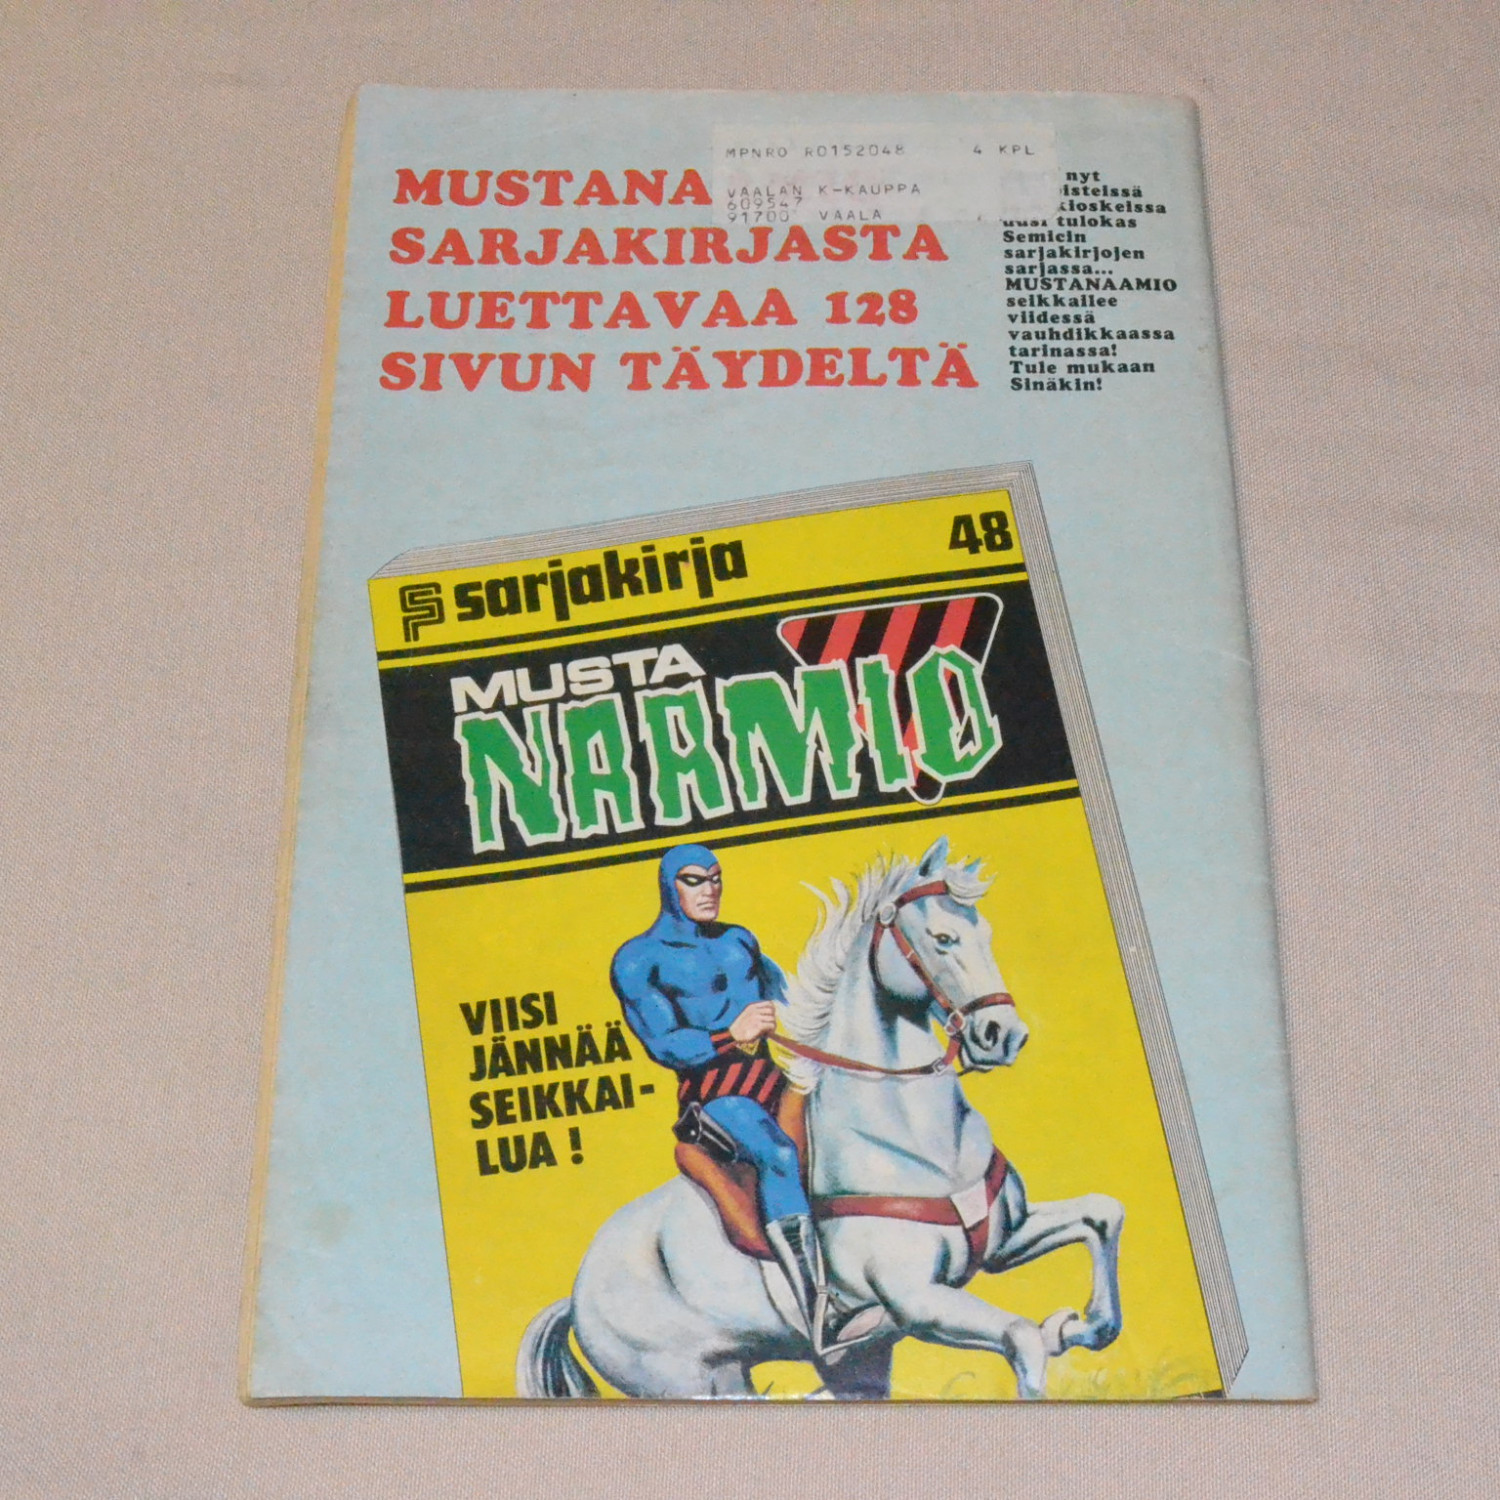 MPNRO R0152048 4 KPL
VAALAN K-KAUPPA
609547
91700 VAALA
MUSTANA
SARJAKIRJASTA
LUETTAVAA 128
SIVUN TÄYDELTÄ
nyt
uusi tulokas
Semicin
sarjakirjojen
sarjassa...
MUSTANAAMIO
seikkailee
viidessä
vauhdikkaassa
tarinassa!
Tule mukaan
Sinäkin!
sarjakirja 48
MUSTA
NAAMIO
VIISI
JÄNNÄÄ
SEIKKAI-
LUA!